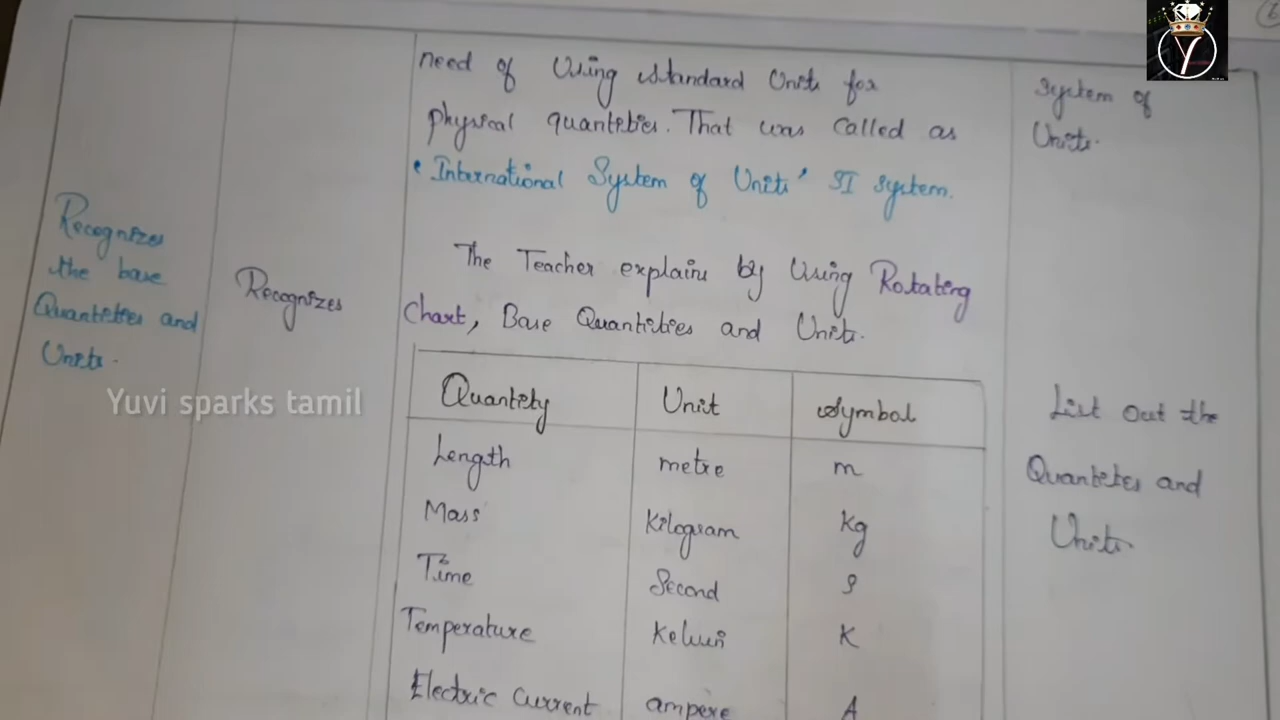 need of Using standard Units for
physical quantities. That was called as
'International System of Units' SI system.
System of
Units.
Recognizes
the base
Quantities and
Units.
Recognizes
The Teacher explains by Using Rotating
Chart, Base Quantities and Units.
Quantity Unit Symbol
Length metre m
Mass Kilogram Kg
Time Second S
Temperature Kelvin K
Electric Current ampere A
List out the
Quantites and
Units
Yuvi sparks tamil
Y